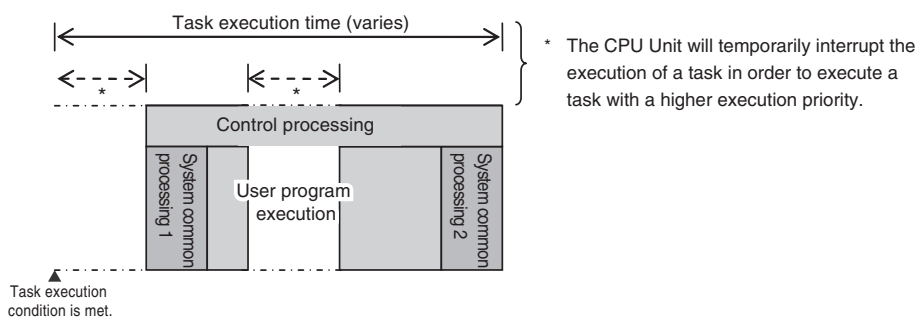 Task execution time (varies)
* The CPU Unit will temporarily interrupt the
execution of a task in order to execute a
task with a higher execution priority.
* *
Control processing
System common
processing 1
User program
execution
System common
processing 2
Task execution
condition is met.